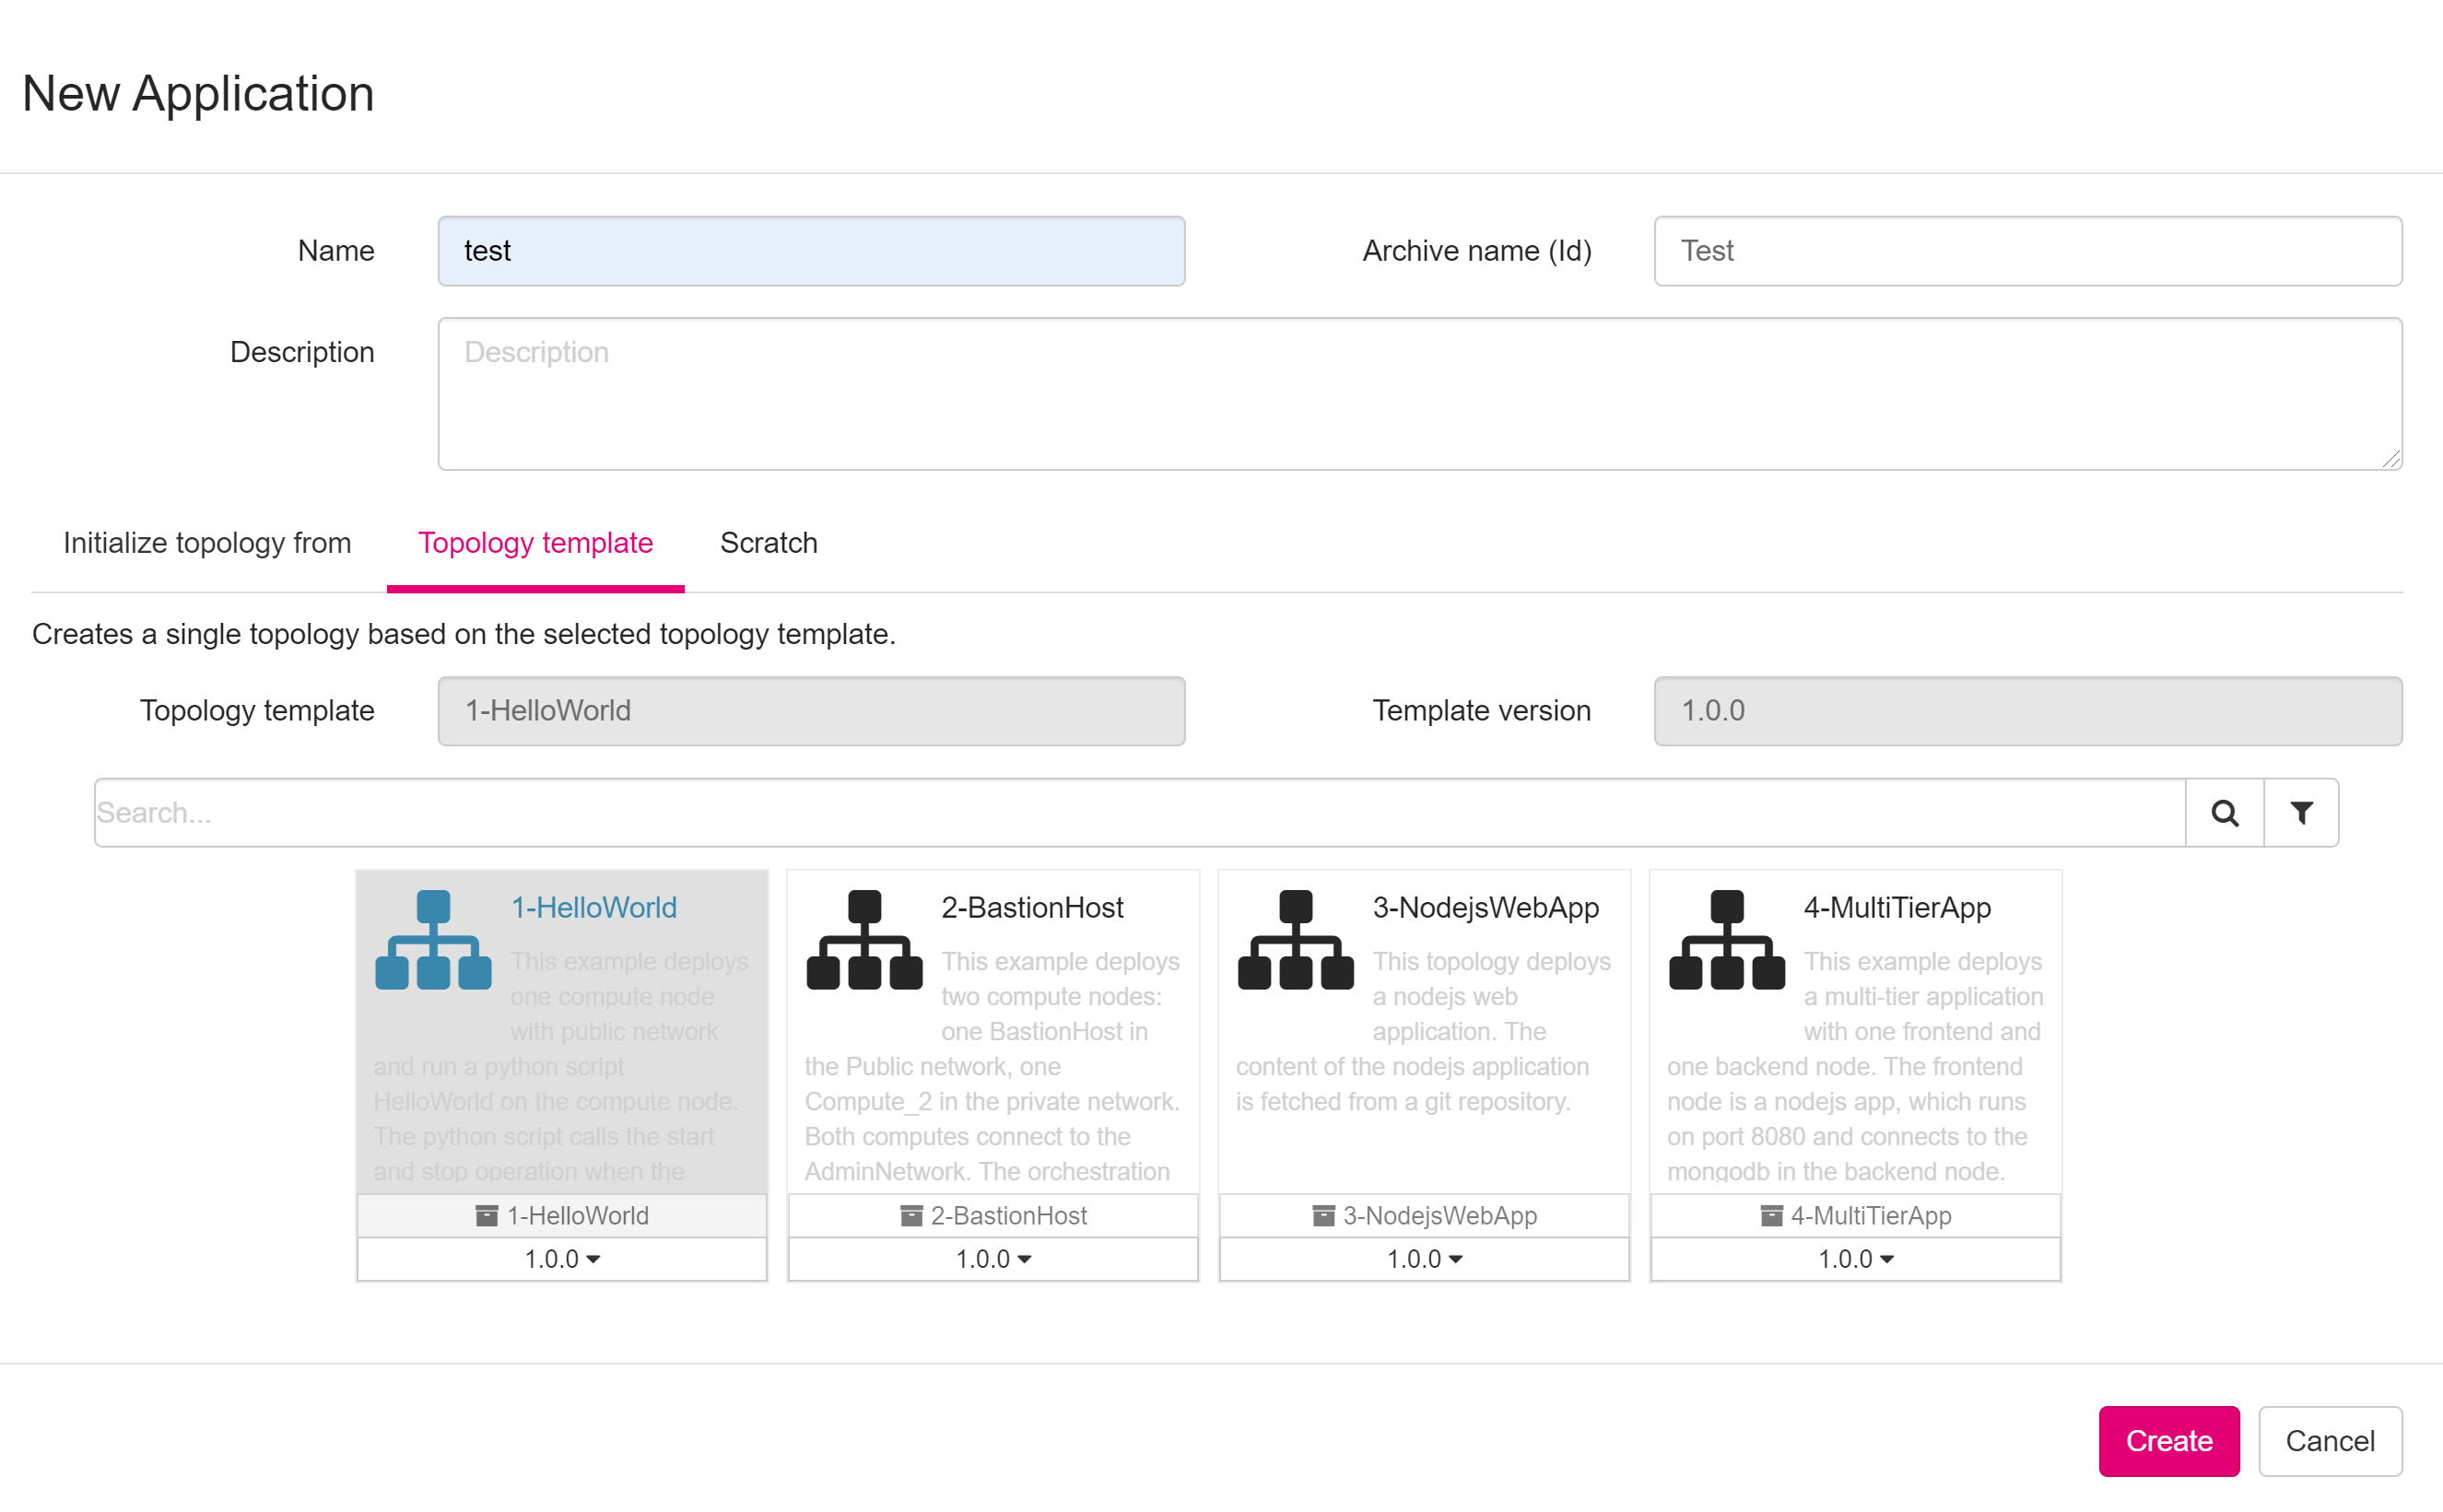 New Application
Name test Archive name (Id) Test
Description Description
Initialize topology from Topology template Scratch
Creates a single topology based on the selected topology template.
Topology template 1-HelloWorld Template version 1.0.0
Search...
1-HelloWorld
This example deploys
one compute node
with public network
and run a python script
HelloWorld on the compute node.
The python script calls the start
and stop operation when the
1-HelloWorld
1.0.0
2-BastionHost
This example deploys
two compute nodes:
one BastionHost in
the Public network, one
Compute_2 in the private network.
Both computes connect to the
AdminNetwork. The orchestration
2-BastionHost
1.0.0
3-NodejsWebApp
This topology deploys
a nodejs web
application. The
content of the nodejs application
is fetched from a git repository.
3-NodejsWebApp
1.0.0
4-MultiTierApp
This example deploys
a multi-tier application
with one frontend and
one backend node. The frontend
node is a nodejs app, which runs
on port 8080 and connects to the
mongodb in the backend node.
4-MultiTierApp
1.0.0
Create Cancel